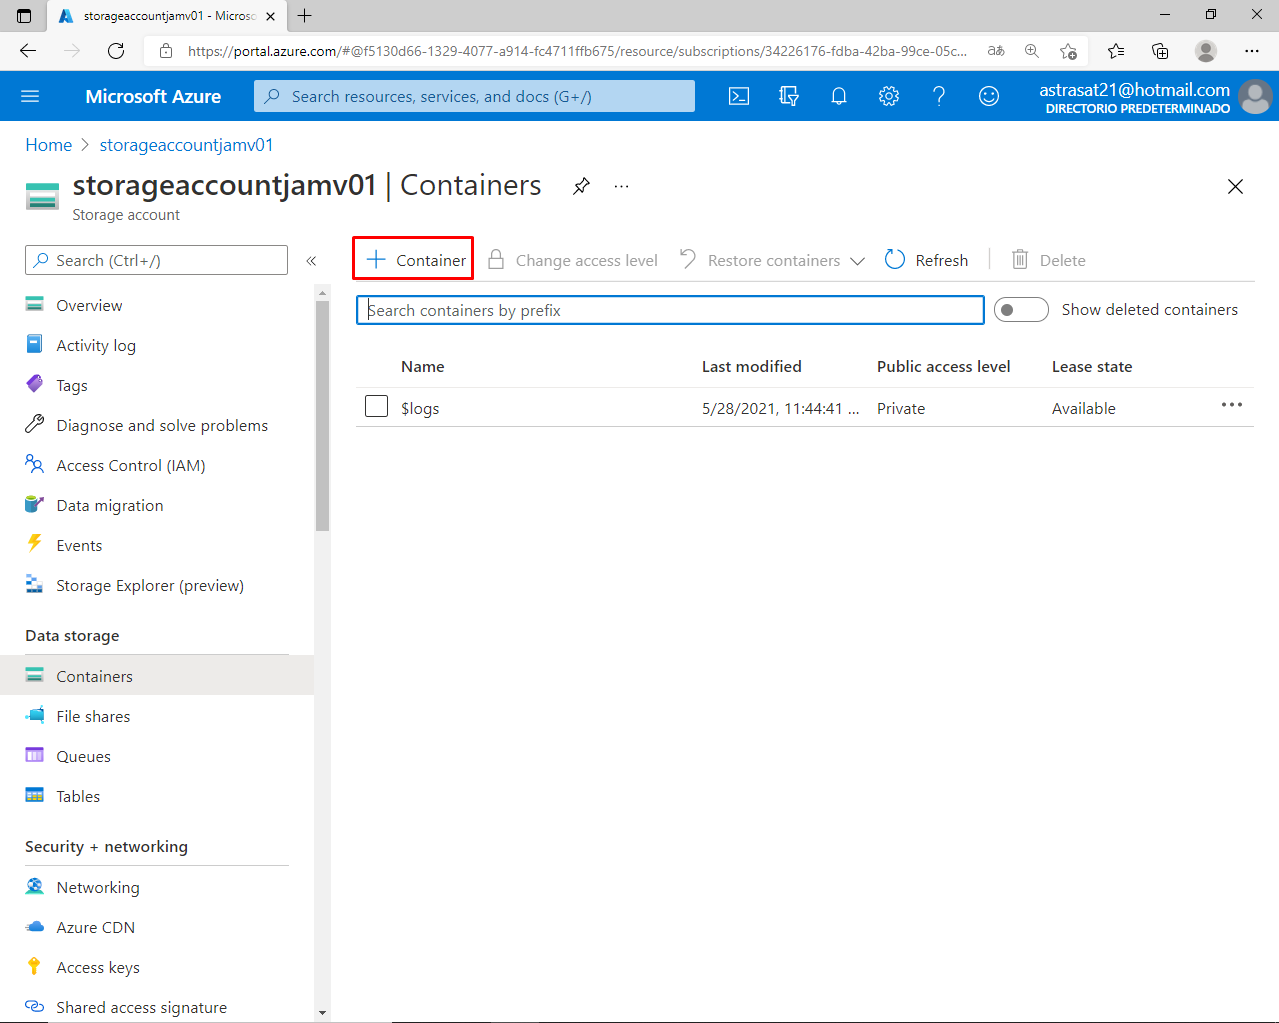 storageaccountjamv01 - Microso
https://portal.azure.com/#@f5130d66-1329-4077-a914-fc4711ffb675/resource/subscriptions/34226176-fdba-42ba-99ce-05c...
aあ
Microsoft Azure
Search resources, services, and docs (G+/)
astrasat21@hotmail.com
DIRECTORIO PREDETERMINADO
Home > storageaccountjamv01
storageaccountjamv01 | Containers
Storage account
Search (Ctrl+/)
«
Container
Change access level
Restore containers
Refresh
Delete
Search containers by prefix
Show deleted containers
Name Last modified Public access level Lease state
$logs 5/28/2021, 11:44:41 ... Private Available
Overview
Activity log
Tags
Diagnose and solve problems
Access Control (IAM)
Data migration
Events
Storage Explorer (preview)
Data storage
Containers
File shares
Queues
Tables
Security + networking
Networking
Azure CDN
Access keys
Shared access signature